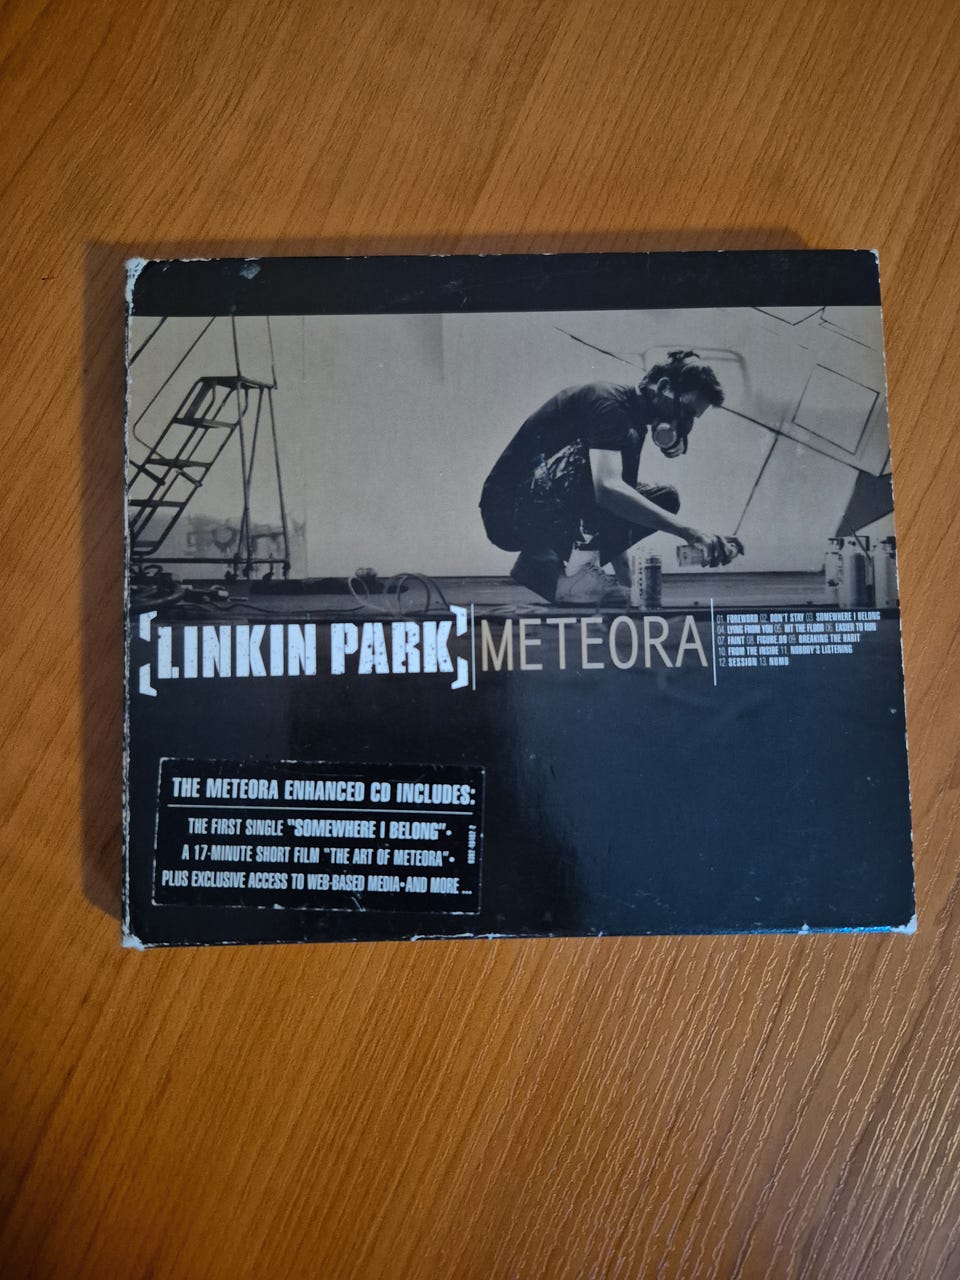 [LINKIN PARK]
METEORA
01. FOREWORD 02. DON'T STAY 03. SOMEWHERE I BELONG
04. LYING FROM YOU 05. HIT THE FLOOR 06. EASIER TO RUN
07. FAINT 08. FIGURE.09 09. BREAKING THE HABIT
10. FROM THE INSIDE 11. NOBODY'S LISTENING
12. SESSION 13. NUMB
THE METEORA ENHANCED CD INCLUDES:
THE FIRST SINGLE "SOMEWHERE I BELONG"•
A 17-MINUTE SHORT FILM "THE ART OF METEORA"•
PLUS EXCLUSIVE ACCESS TO WEB-BASED MEDIA•AND MORE ...